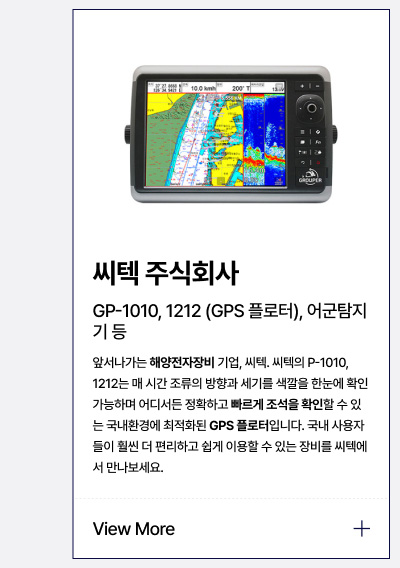 10.0 kmh
200' T
GROUPER
씨텍 주식회사
GP-1010, 1212 (GPS 플로터), 어군탐지
기 등
앞서나가는 해양전자장비 기업, 씨텍. 씨텍의 P-1010,
1212는 매 시간 조류의 방향과 세기를 색깔을 한눈에 확인
가능하며 어디서든 정확하고 빠르게 조석을 확인할 수 있
는 국내환경에 최적화된 GPS 플로터입니다. 국내 사용자
들이 훨씬 더 편리하고 쉽게 이용할 수 있는 장비를 씨텍에
서 만나보세요.
View More